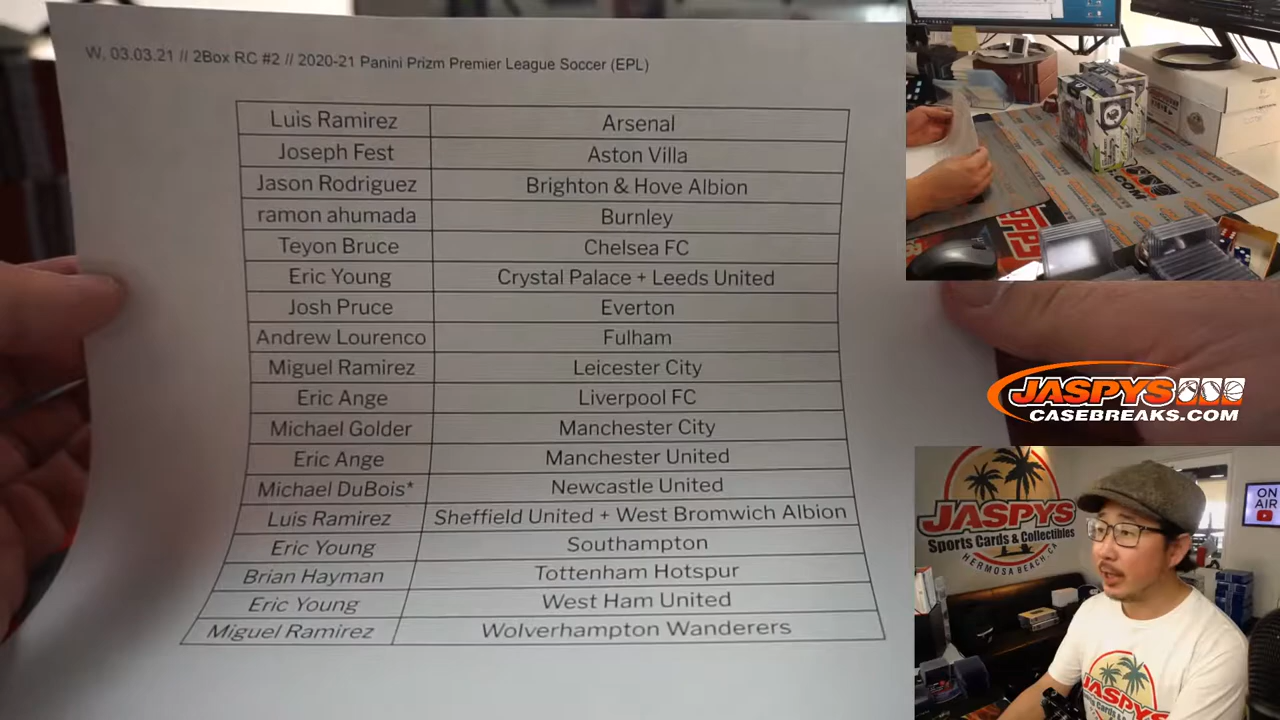 W, 03.03.21 // 2Box RC #2 // 2020-21 Panini Prizm Premier League Soccer (EPL)
Luis Ramirez Arsenal
Joseph Fest Aston Villa
Jason Rodriguez Brighton & Hove Albion
ramon ahumada Burnley
Teyon Bruce Chelsea FC
Eric Young Crystal Palace + Leeds United
Josh Pruce Everton
Andrew Lourenco Fulham
Miguel Ramirez Leicester City
Eric Ange Liverpool FC
Michael Golder Manchester City
Eric Ange Manchester United
Michael DuBois* Newcastle United
Luis Ramirez Sheffield United + West Bromwich Albion
Eric Young Southampton
Brian Hayman Tottenham Hotspur
Eric Young West Ham United
Miguel Ramirez Wolverhampton Wanderers
JASPYS
CASEBREAKS.COM
JASPYS
Sports Cards & Collectibles
HERMOSA BEACH, CA
ON
AIR
JASPYS